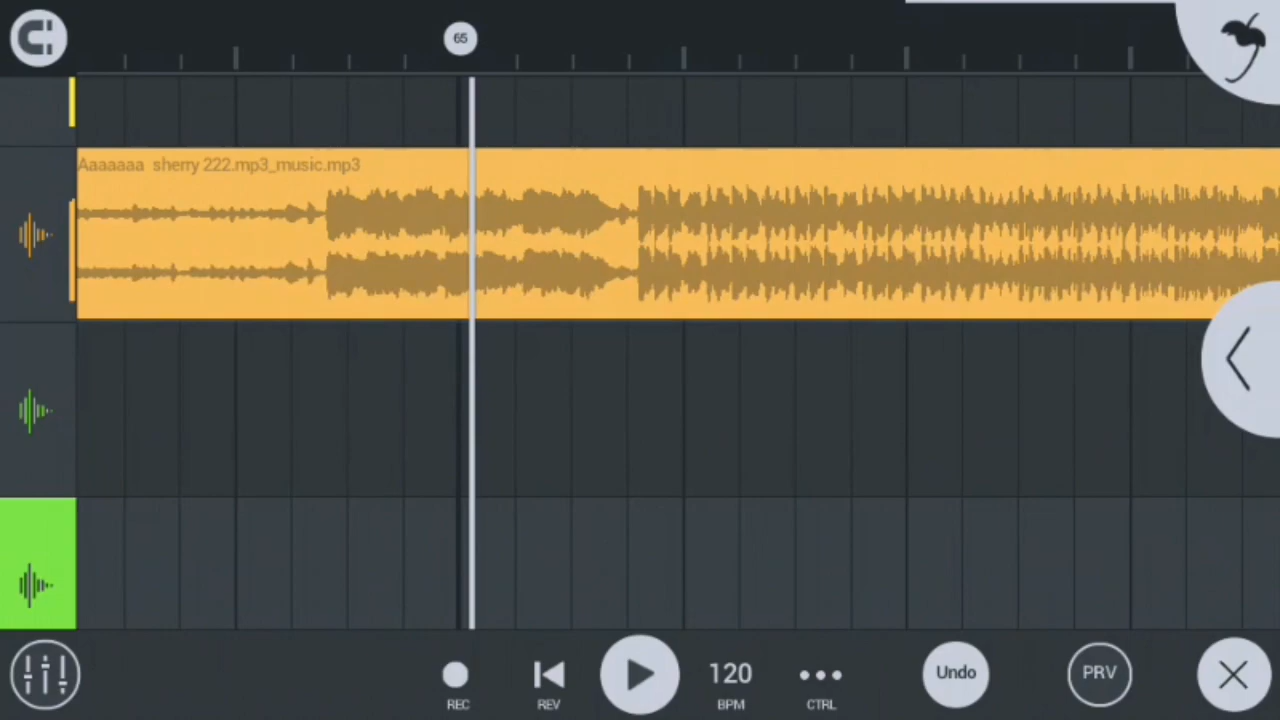 65
Aaaaaaa sherry 222.mp3_music.mp3
120
Undo
PRV
REC
REV
BPM
CTRL